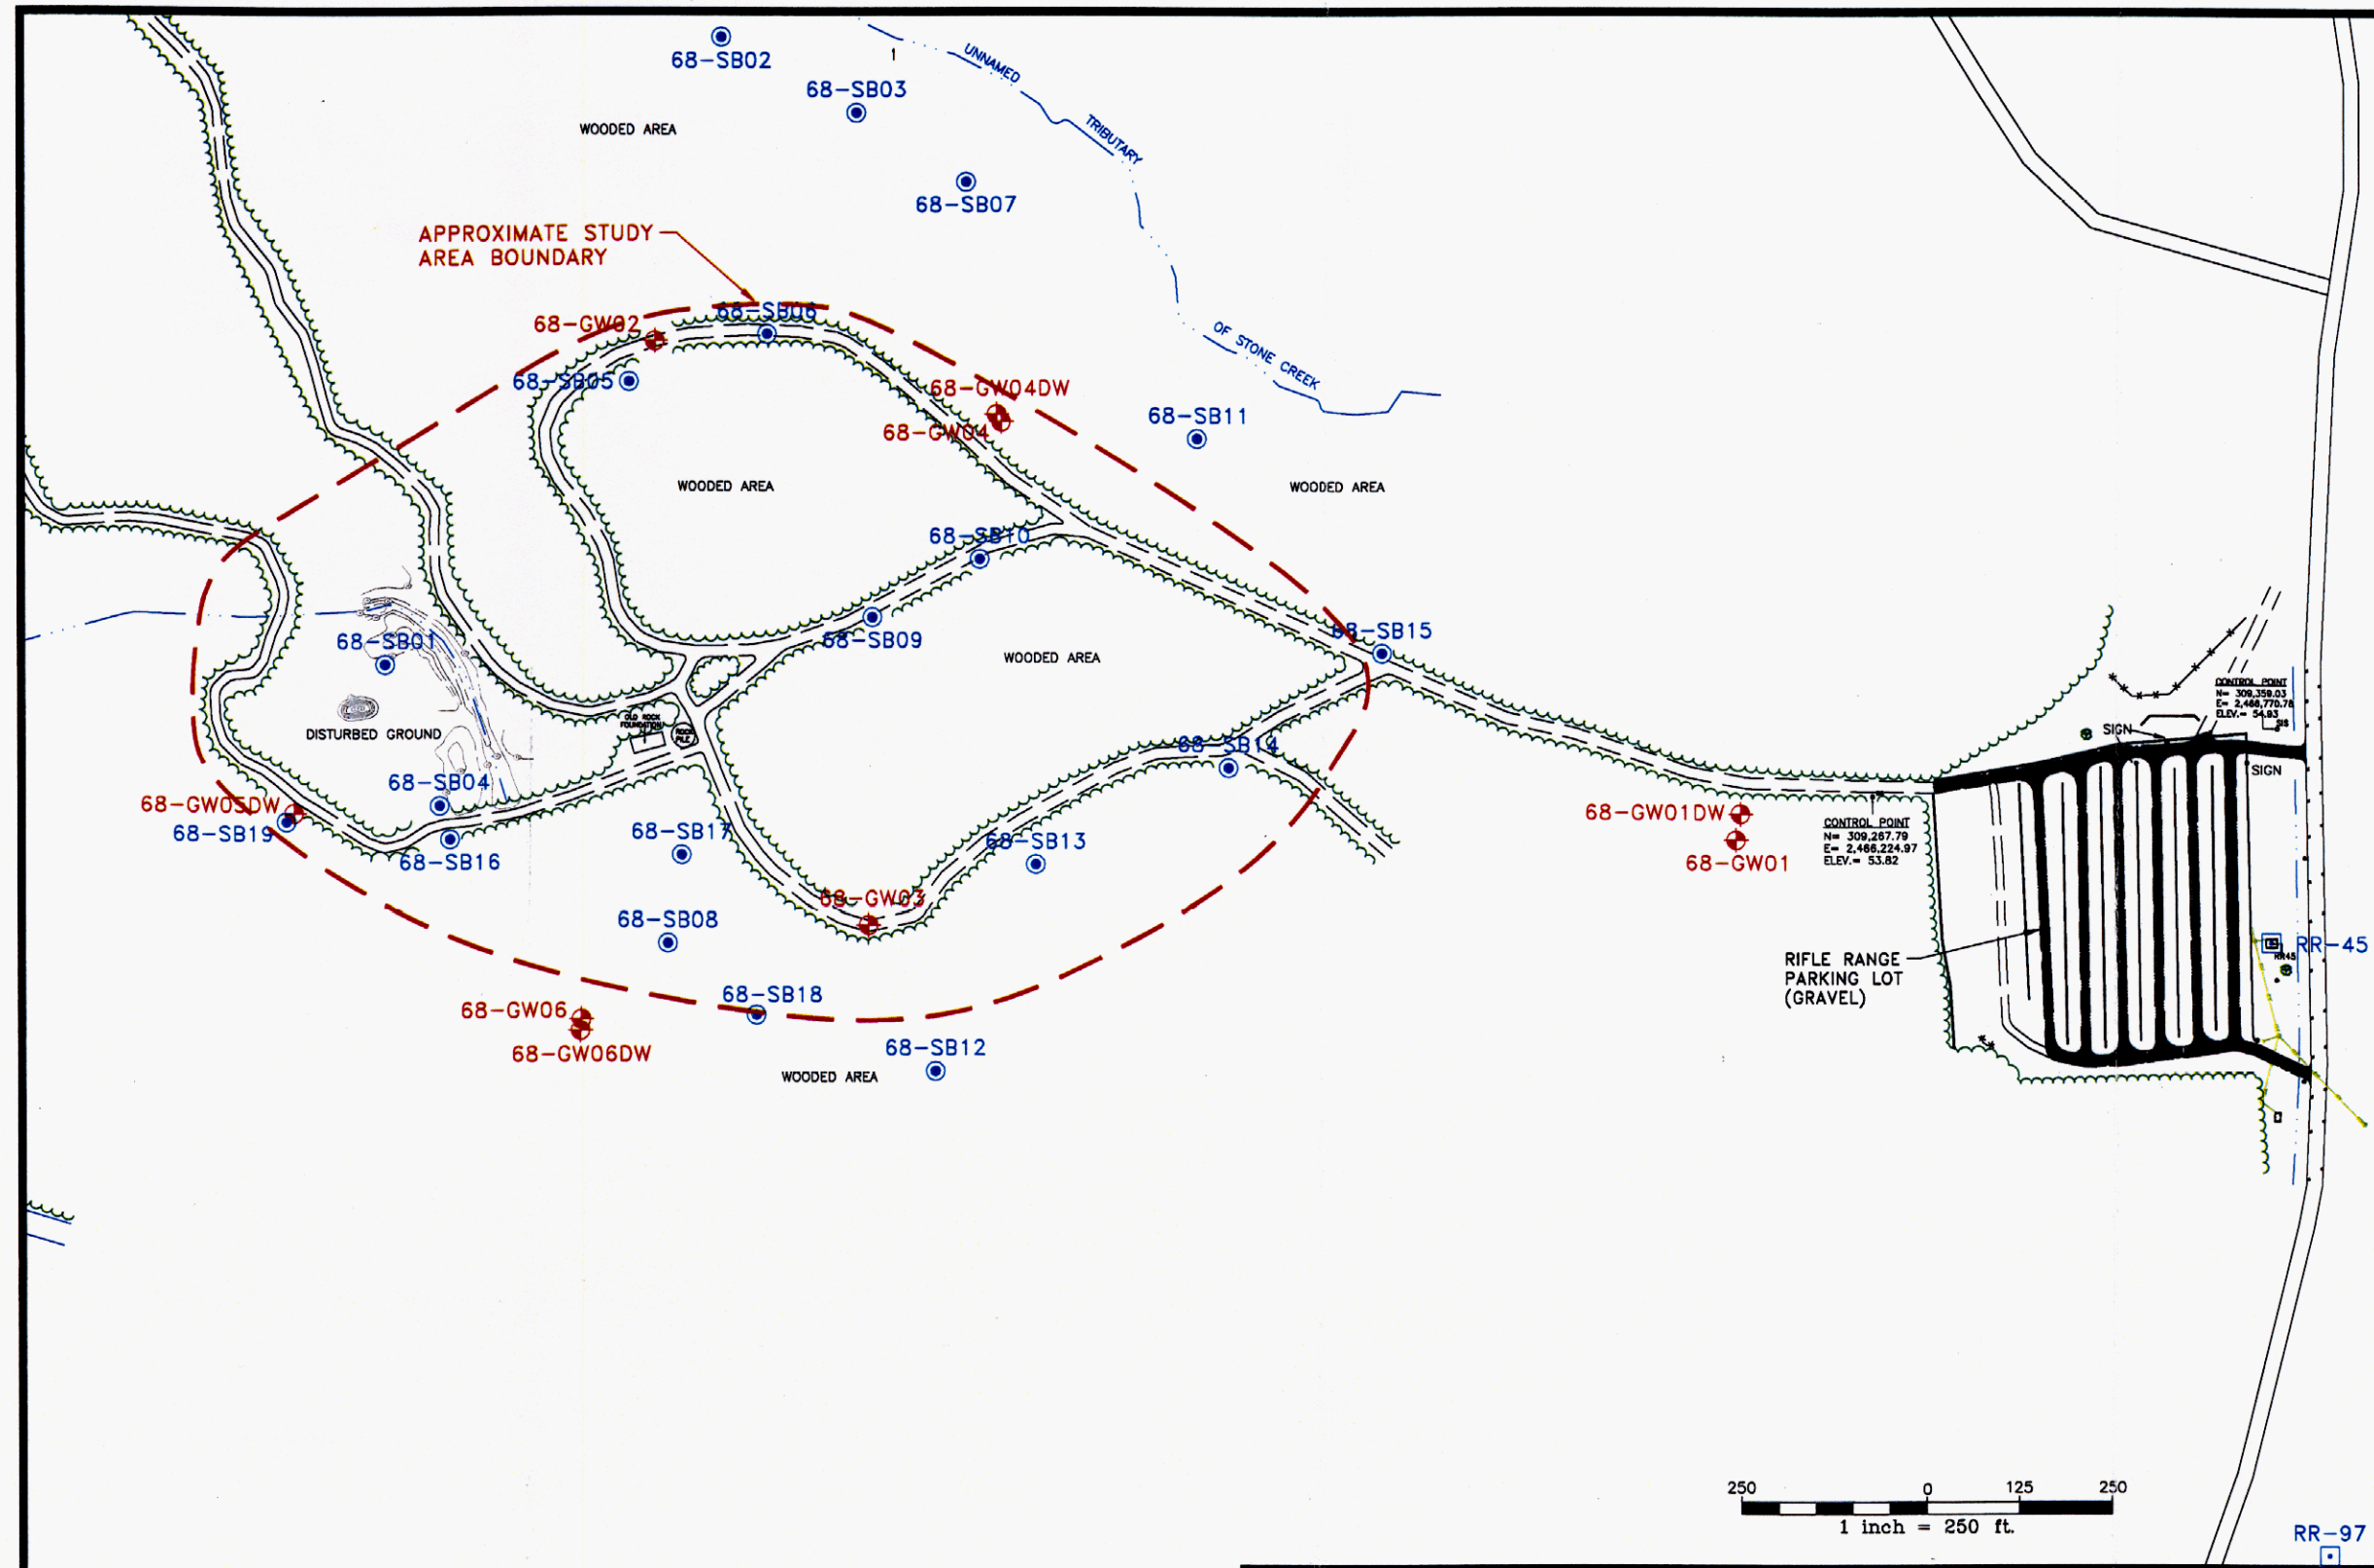 68-SB02
1
UNNAMED
68-SB03
WOODED AREA
TRIBUTARY
68-SB07
APPROXIMATE STUDY
AREA BOUNDARY
68-SB06
68-GW02
OF STONE CREEK
68-SB05
68-GW04DW
68-GW04
68-SB11
WOODED AREA
WOODED AREA
68-SB10
68-SB01
68-SB09
68-SB15
WOODED AREA
CONTROL POINT
N= 309,359.03
E= 2,466,770.78
ELEV.= 54.93
SIS
OLD ROCK
FOUNDATION
ROCK
PILE
DISTURBED GROUND
68-SB14
SIGN
SIGN
68-SB04
68-GW05DW
68-SB19
68-SB16
68-SB17
68-SB13
68-GW01DW
68-GW01
CONTROL POINT
N= 309,267.79
E= 2,466,224.97
ELEV.= 53.82
68-GW03
68-SB08
RR-45
RR45
RIFLE RANGE
PARKING LOT
(GRAVEL)
68-SB18
68-GW06
68-GW06DW
68-SB12
WOODED AREA
250 0 125 250
1 inch = 250 ft.
RR-97